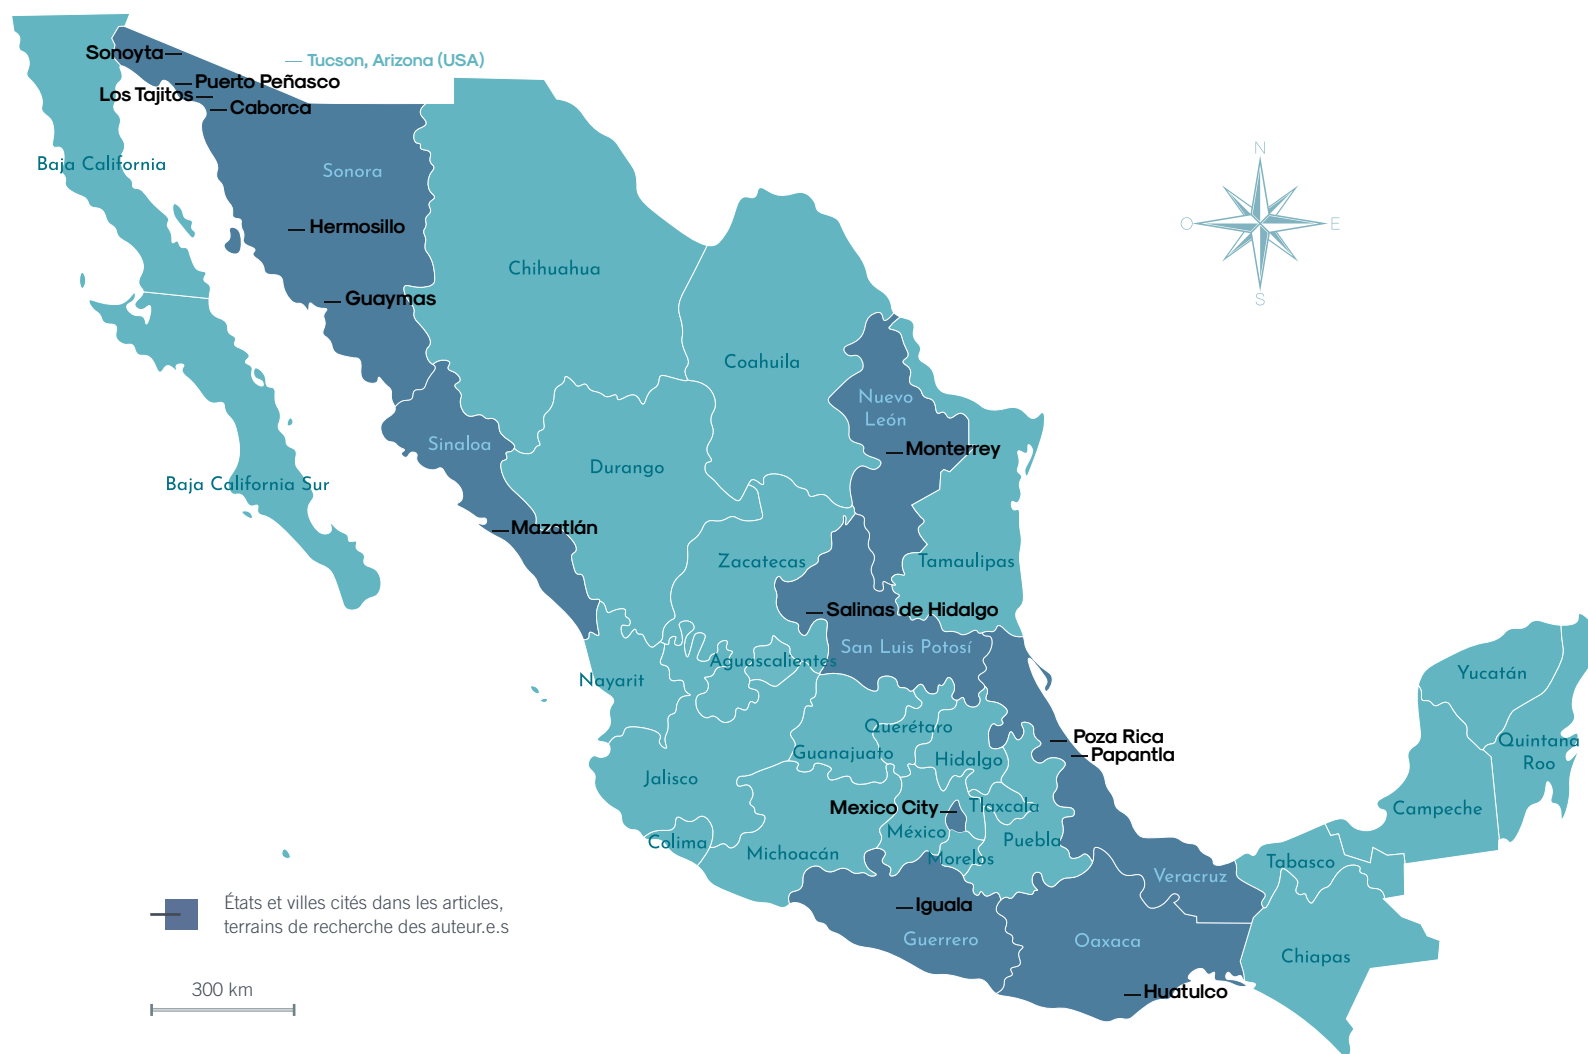 Sonoyta
Tucson, Arizona (USA)
Puerto Peñasco
Los Tajitos
Caborca
Baja California
Sonora
N
O
E
S
Hermosillo
Chihuahua
Guaymas
Coahuila
Nuevo
León
Sinaloa
Monterrey
Durango
Baja California Sur
Mazatlán
Zacatecas
Tamaulipas
Salinas de Hidalgo
San Luis Potosí
Aguascalientes
Nayarit
Yucatán
Querétaro
Poza Rica
Papantla
Quintana
Roo
Guanajuato
Hidalgo
Jalisco
Mexico City
Tlaxcala
Campeche
México
Puebla
Colima
Michoacán
Morelos
Tabasco
Veracruz
Iguala
Guerrero
Oaxaca
Chiapas
Huatulco
États et villes cités dans les articles,
terrains de recherche des auteur.e.s
300 km